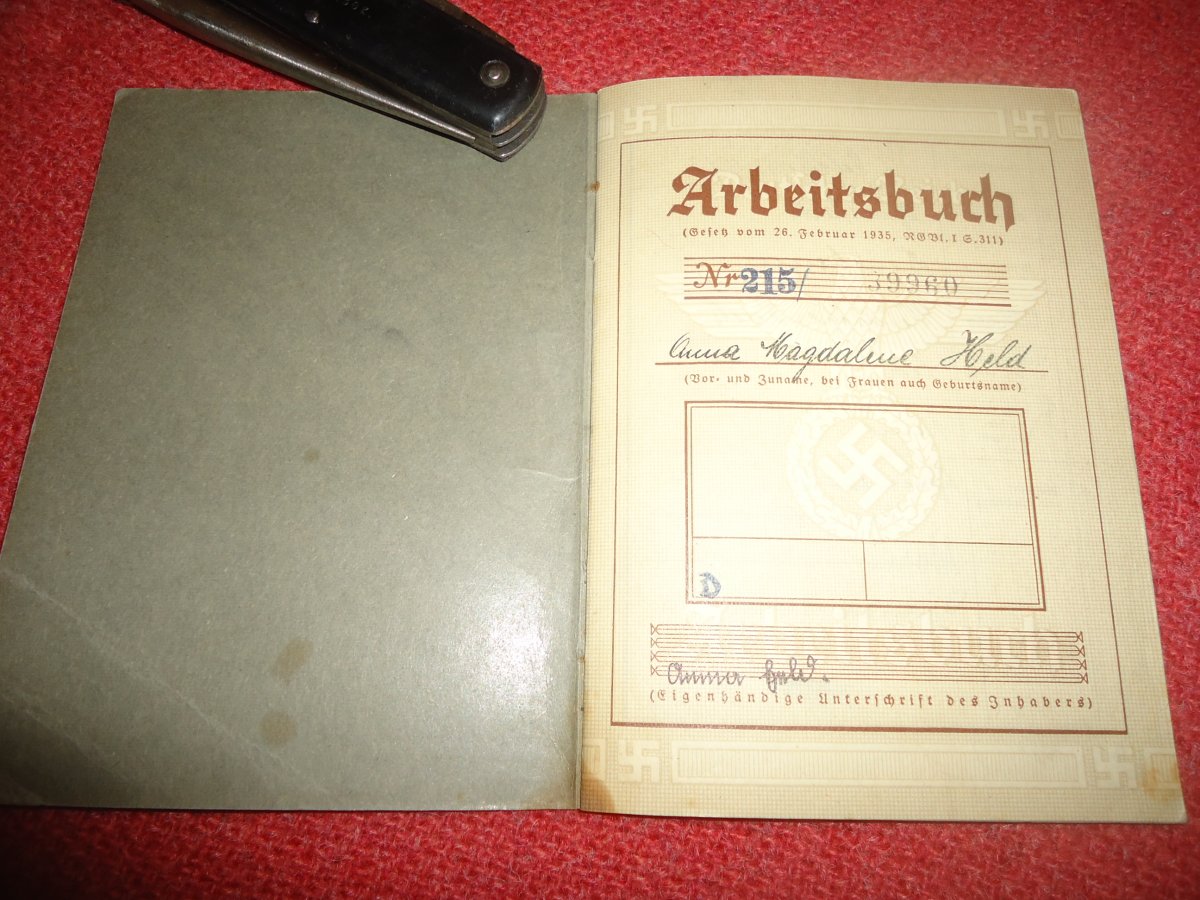 Arbeitsbuch
(Gesetz vom 26. Februar 1935, RGBl. I S. 311)
Nr 215/ 39960 /
Anna Magdalene Held
(Vor- und Zuname, bei Frauen auch Geburtsname)
D
Anna Held.
(Eigenhändige Unterschrift des Inhabers)